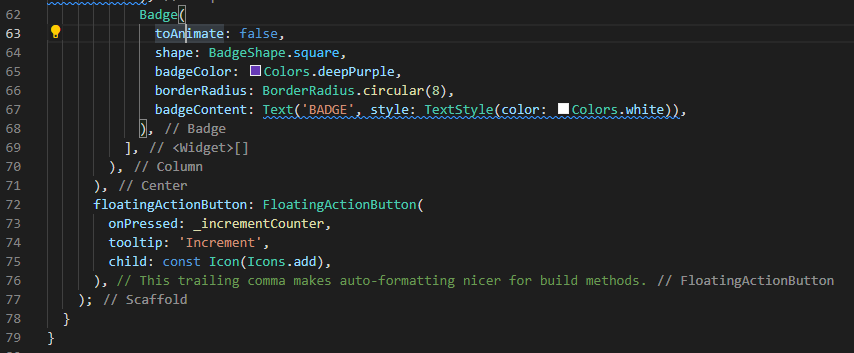 62 Badge(
63 toAnimate: false,
64 shape: BadgeShape.square,
65 badgeColor: Colors.deepPurple,
66 borderRadius: BorderRadius.circular(8),
67 badgeContent: Text('BADGE', style: TextStyle(color: Colors.white)),
68 ), // Badge
69 ], // <Widget>[]
70 ), // Column
71 ), // Center
72 floatingActionButton: FloatingActionButton(
73 onPressed: _incrementCounter,
74 tooltip: 'Increment',
75 child: const Icon(Icons.add),
76 ), // This trailing comma makes auto-formatting nicer for build methods. // FloatingActionButton
77 ); // Scaffold
78 }
79 }